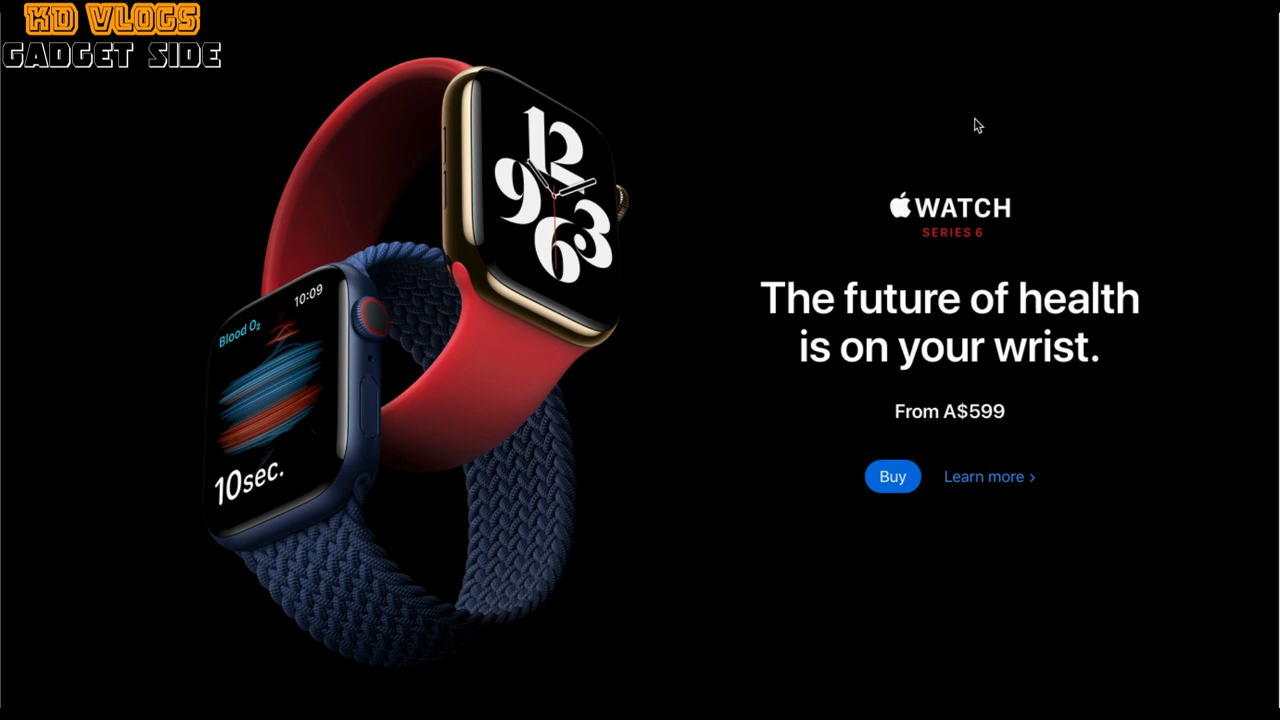 KD VLOGS
GADGET SIDE
12
9
3
6
10:09
Blood O₂
10sec.
WATCH
SERIES 6
The future of health
is on your wrist.
From A$599
Buy
Learn more ›